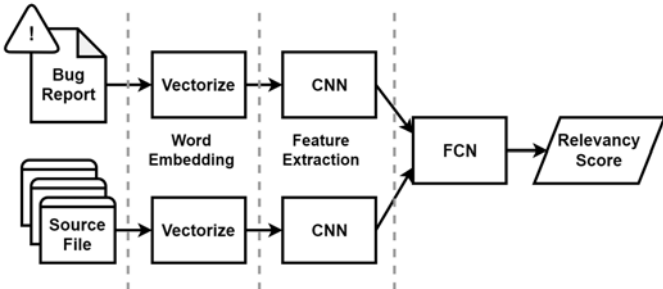 !
Bug
Report
Vectorize
CNN
Word
Embedding
Feature
Extraction
FCN
Relevancy
Score
Source
File
Vectorize
CNN